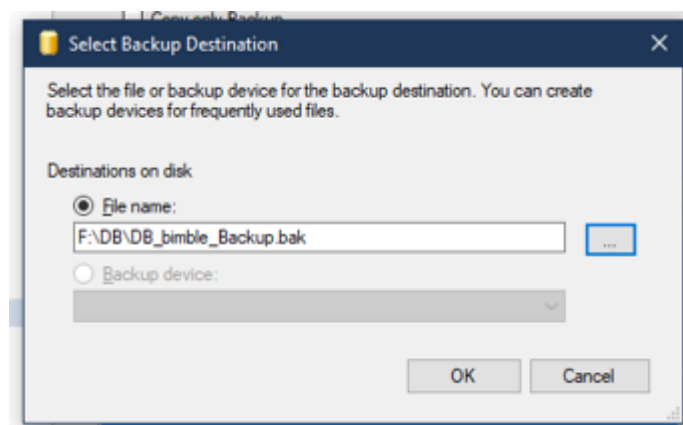 Copy-only Backup
Select Backup Destination
Select the file or backup device for the backup destination. You can create
backup devices for frequently used files.
Destinations on disk
File name:
F:\DB\DB_bimble_Backup.bak
...
Backup device:
OK
Cancel